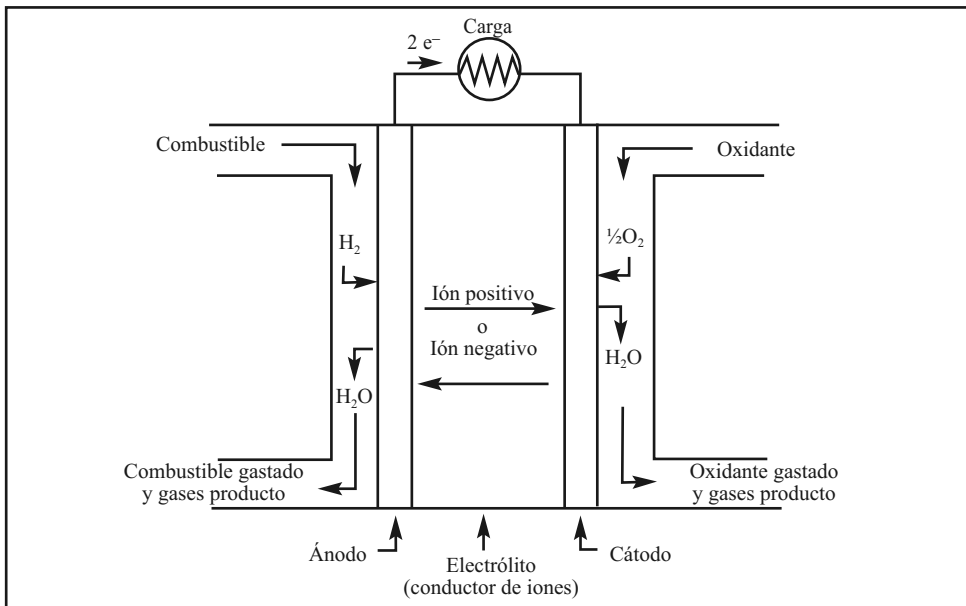 Carga
2 e⁻
Combustible
Oxidante
H₂
½O₂
Ión positivo
o
Ión negativo
H₂O
H₂O
Combustible gastado
y gases producto
Oxidante gastado
y gases producto
Ánodo
Electrólito
(conductor de iones)
Cátodo